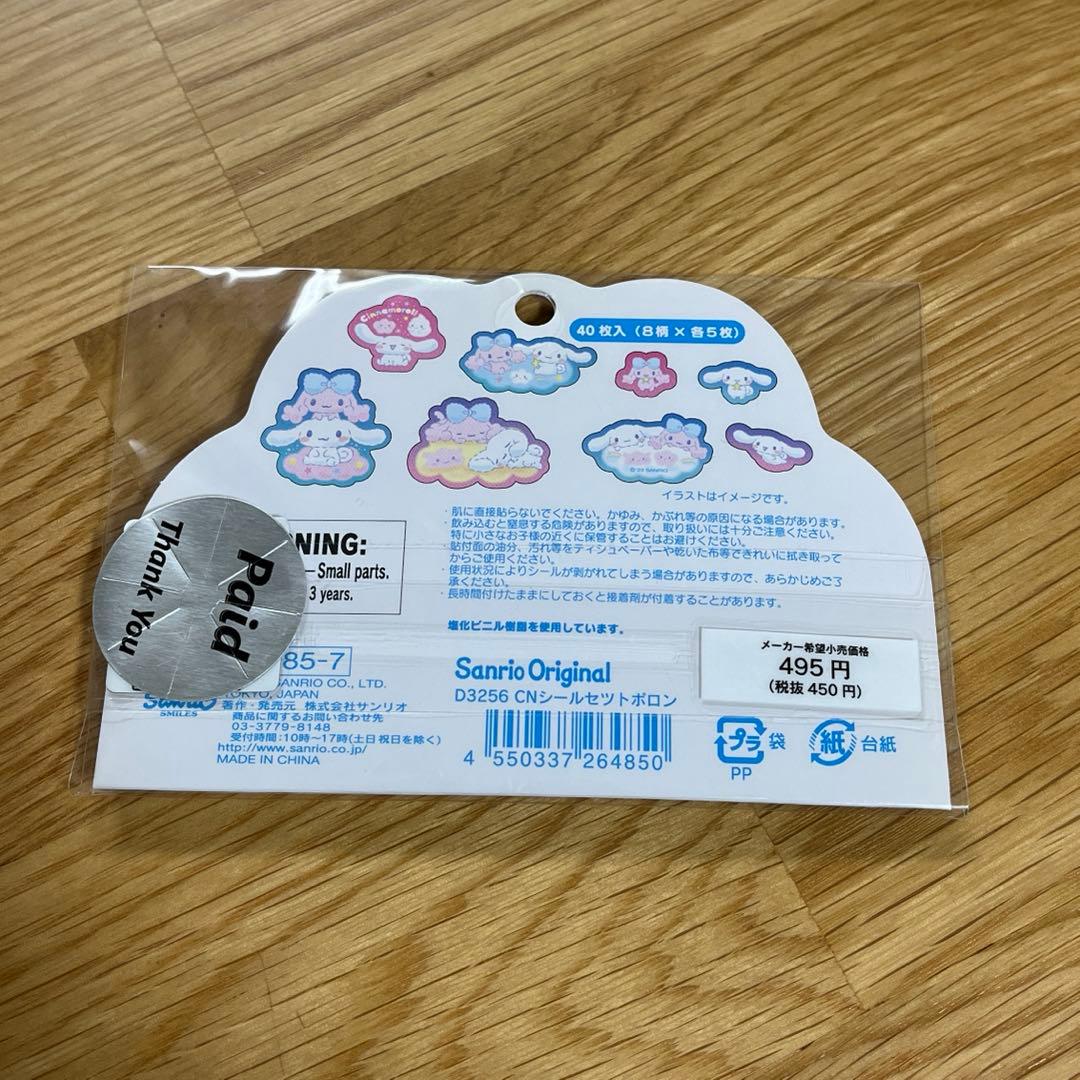 Cinnamoroll
40枚入（8柄×各5枚）
©'23 SANRIO
イラストはイメージです。
・肌に直接貼らないでください。かゆみ、かぶれ等の原因になる場合があります。
・飲み込むと窒息する危険がありますので、取り扱いには十分ご注意ください。
特に小さなお子様の近くに保管することはお避けください。
・貼付面の油分、汚れ等をティシュペーパーや乾いた布等できれいに拭き取って
からご使用ください。
・使用状況によりシールが剥がれてしまう場合がありますので、あらかじめご了
承ください。
・長時間付けたままにしておくと接着剤が付着することがあります。
塩化ビニル樹脂を使用しています。
NING:
Small parts.
3 years.
Paid
Thank You
85-7
SANRIO CO., LTD.
TOKYO, JAPAN
Sanrio
SMILES
著作・発売元 株式会社サンリオ
商品に関するお問い合わせ先
03-3779-8148
受付時間:10時〜17時(土日祝日を除く)
http://www.sanrio.co.jp/
MADE IN CHINA
Sanrio Original
D3256 CNシールセツトポロン
4 550337 264850
メーカー希望小売価格
495円
（税抜450円）
プラ 袋
PP
紙 台紙